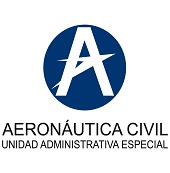 AERONÁUTICA CIVIL
UNIDAD ADMINISTRATIVA ESPECIAL